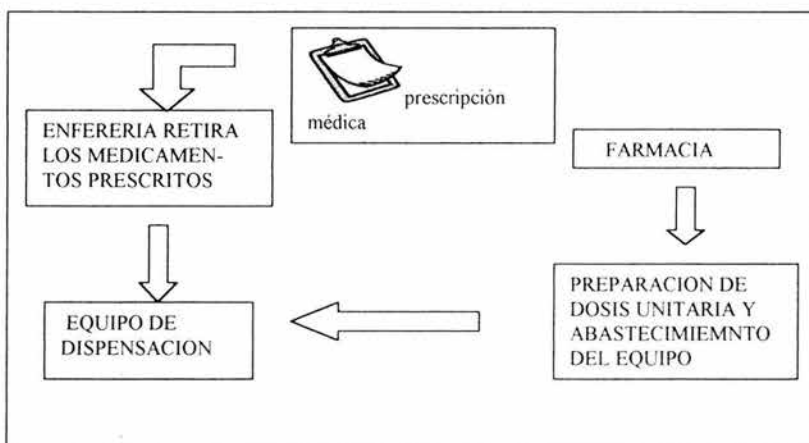 prescripción
médica
ENFERERIA RETIRA
LOS MEDICAMEN-
TOS PRESCRITOS
FARMACIA
EQUIPO DE
DISPENSACION
PREPARACION DE
DOSIS UNITARIA Y
ABASTECIMIEMNTO
DEL EQUIPO